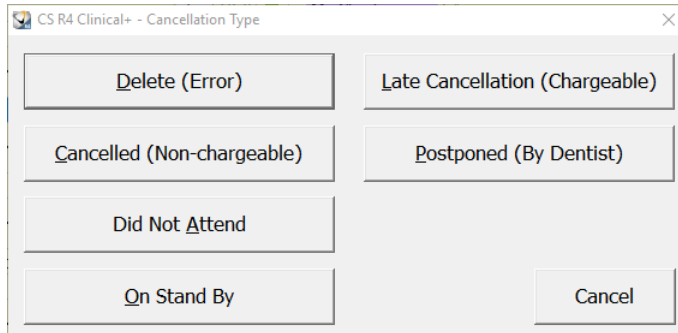 CS R4 Clinical+ - Cancellation Type
Delete (Error)
Late Cancellation (Chargeable)
Cancelled (Non-chargeable)
Postponed (By Dentist)
Did Not Attend
On Stand By
Cancel